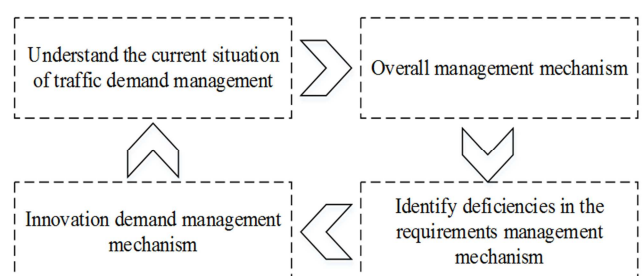 Understand the current situation
of traffic demand management
Overall management mechanism
Innovation demand management
mechanism
Identify deficiencies in the
requirements management
mechanism